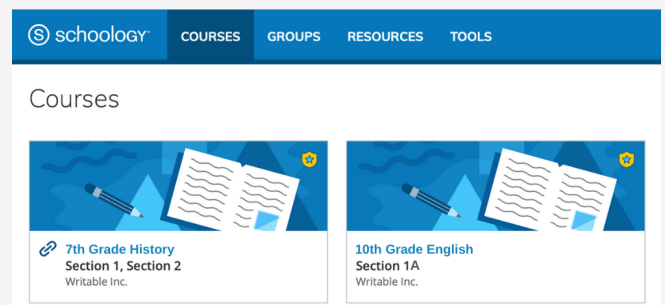 schoology COURSES GROUPS RESOURCES TOOLS
Courses
7th Grade History
Section 1, Section 2
Writable Inc.
10th Grade English
Section 1A
Writable Inc.